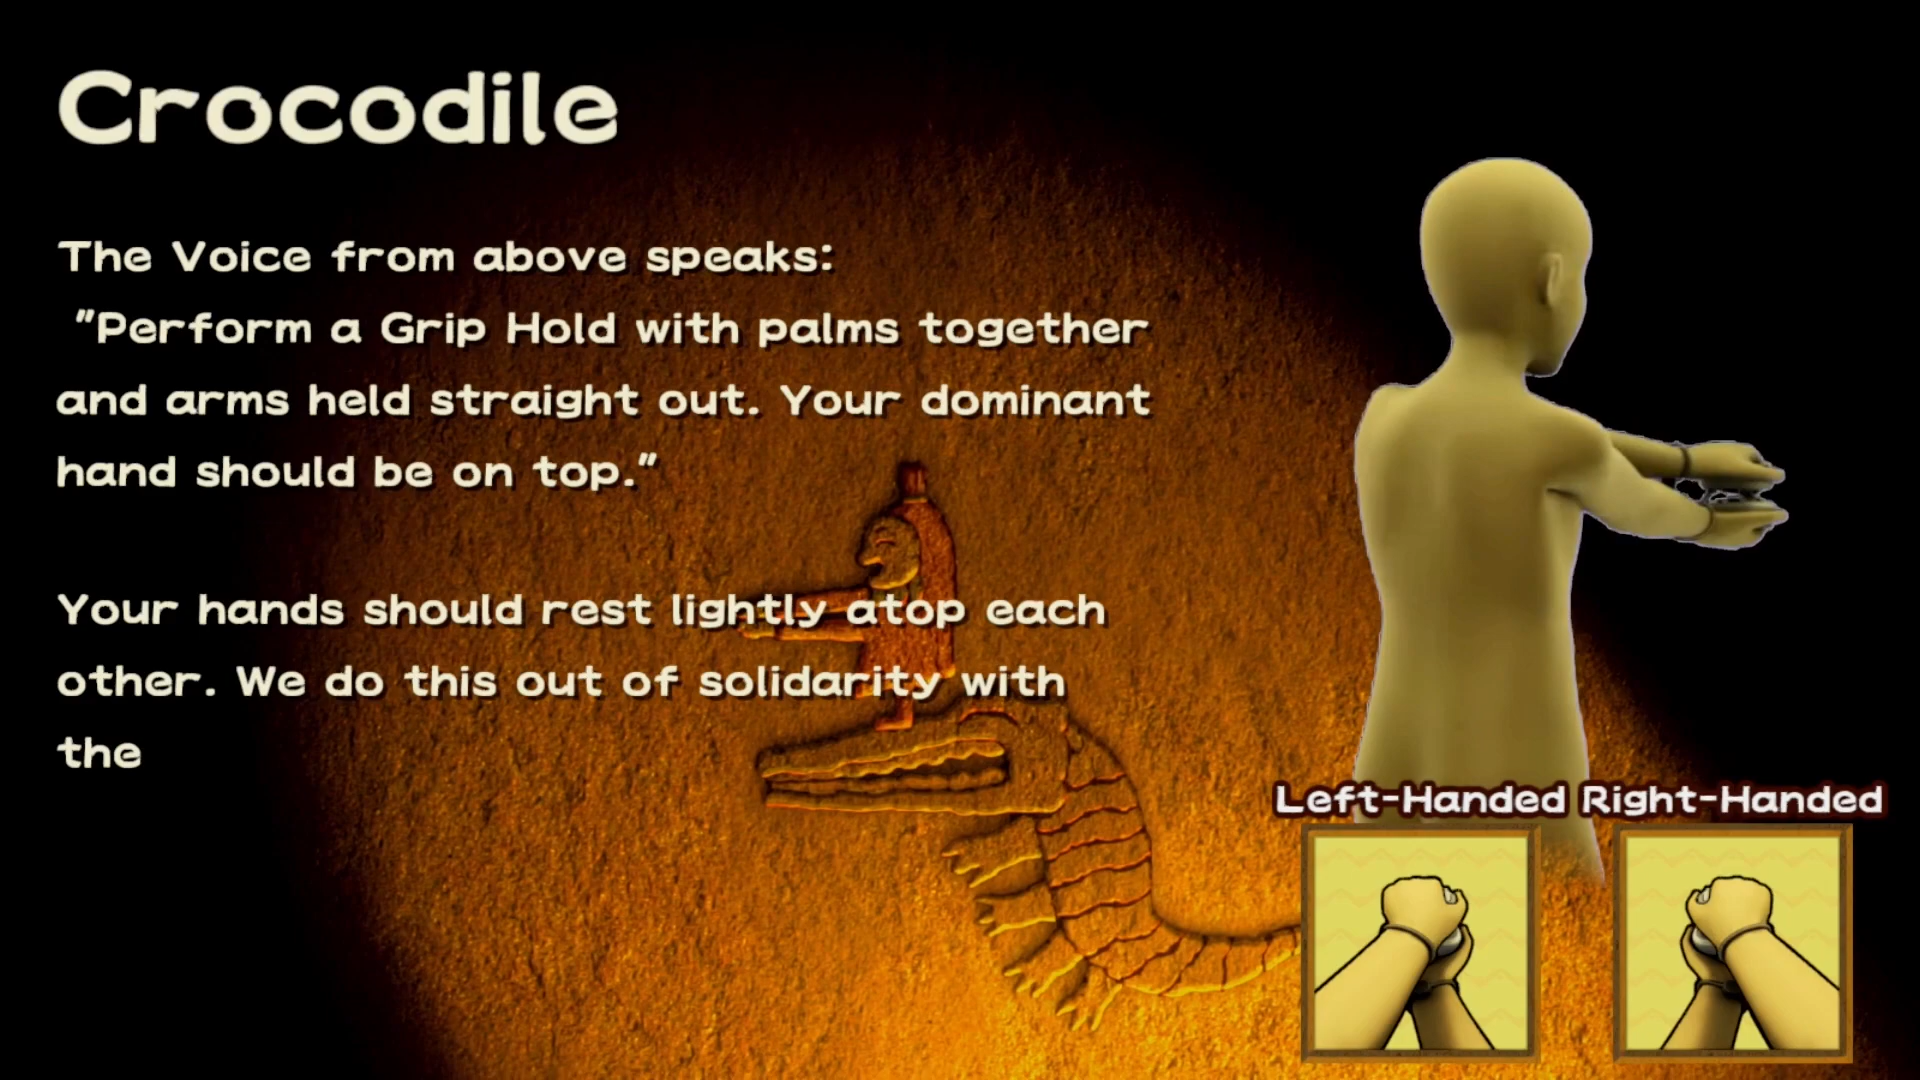 Crocodile
The Voice from above speaks:
"Perform a Grip Hold with palms together
and arms held straight out. Your dominant
hand should be on top."
Your hands should rest lightly atop each
other. We do this out of solidarity with
the
Left-Handed Right-Handed